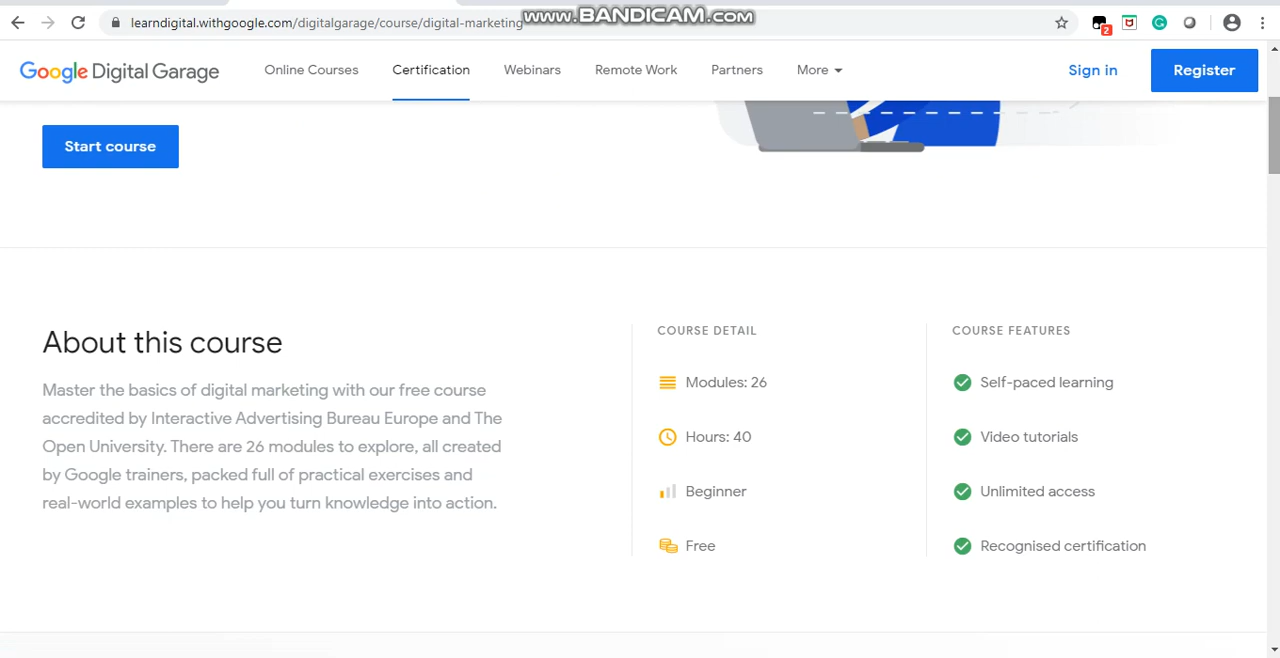 www.BANDICAM.COM
learndigital.withgoogle.com/digitalgarage/course/digital-marketing
2
Google Digital Garage
Online Courses
Certification
Webinars
Remote Work
Partners
More
Sign in
Register
Start course
About this course
Master the basics of digital marketing with our free course
accredited by Interactive Advertising Bureau Europe and The
Open University. There are 26 modules to explore, all created
by Google trainers, packed full of practical exercises and
real-world examples to help you turn knowledge into action.
COURSE DETAIL
Modules: 26
Hours: 40
Beginner
Free
COURSE FEATURES
Self-paced learning
Video tutorials
Unlimited access
Recognised certification